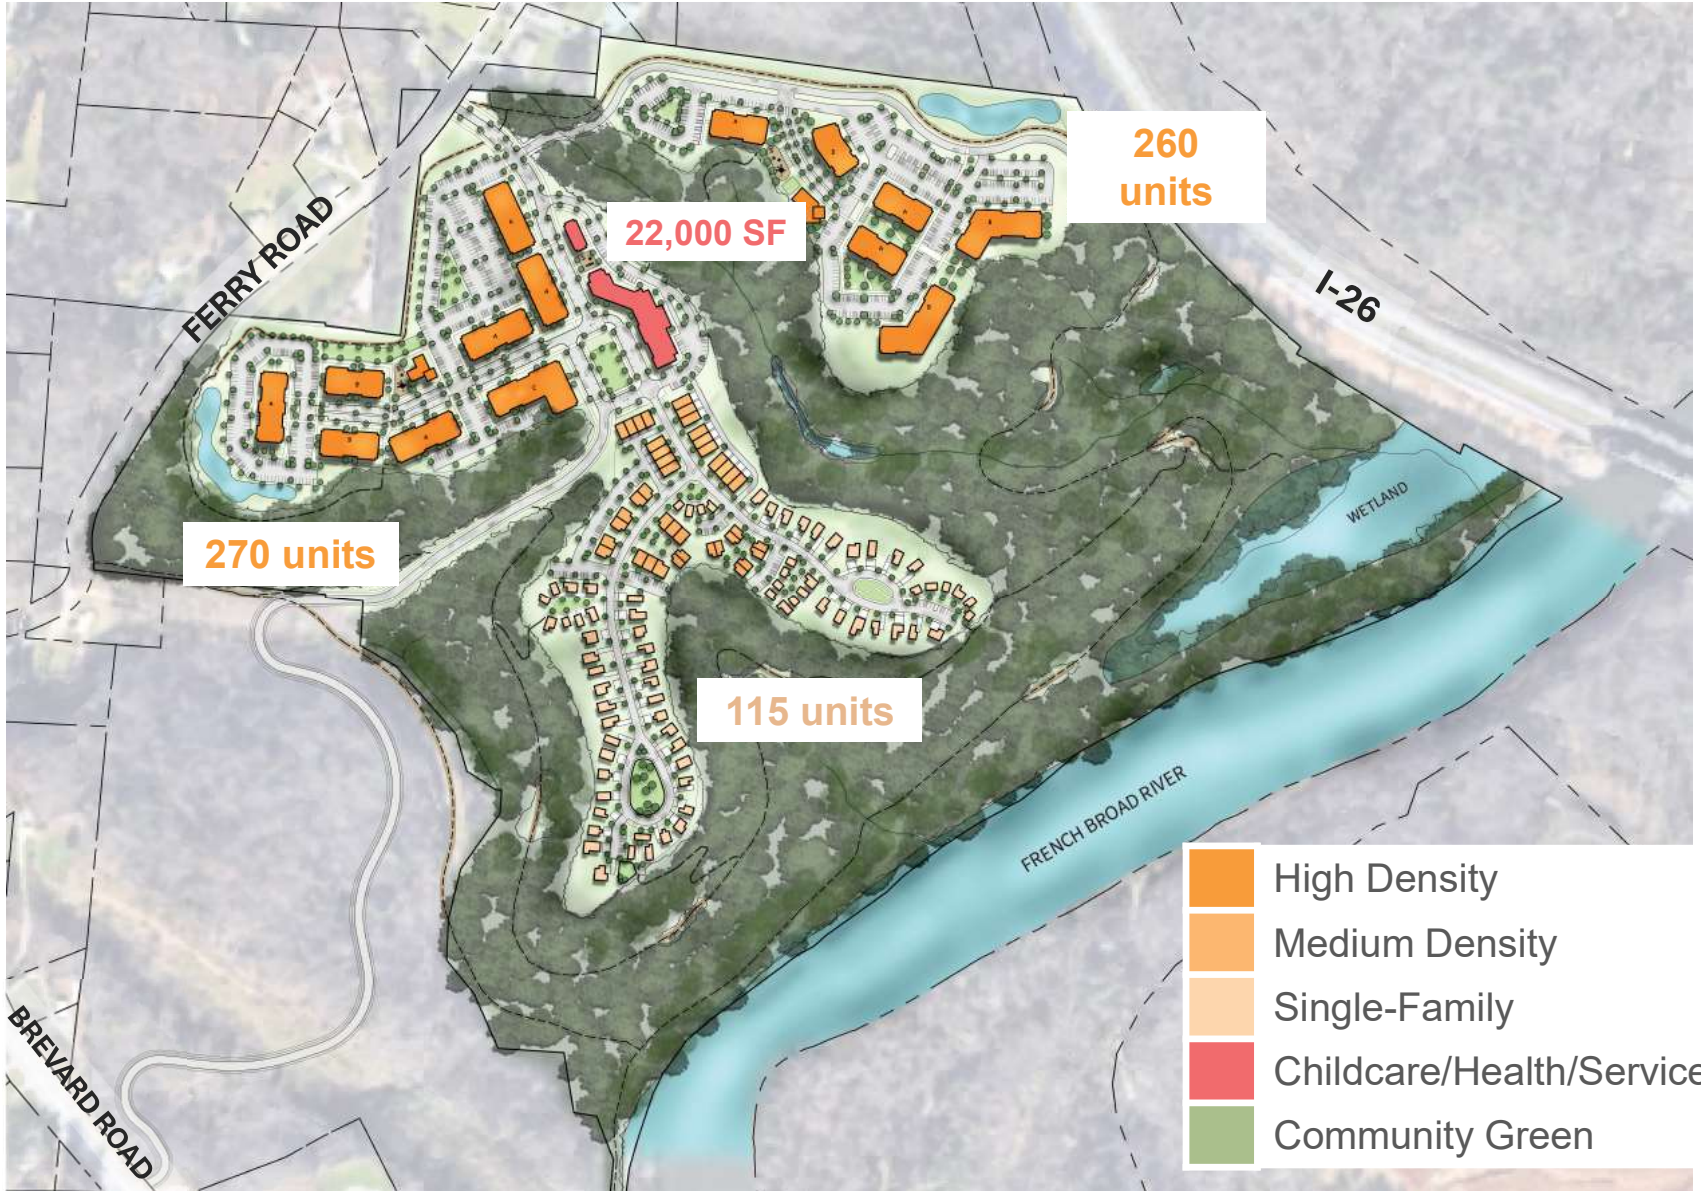 260
units
22,000 SF
FERRY ROAD
I-26
WETLAND
270 units
115 units
FRENCH BROAD RIVER
BREVARD ROAD
High Density
Medium Density
Single-Family
Childcare/Health/Service
Community Green